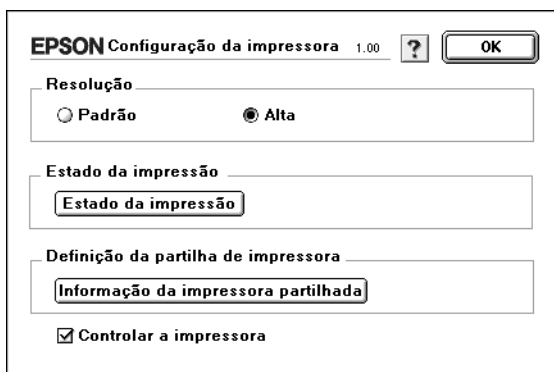 EPSON Configuração da impressora 1.00 ? OK
Resolução
Padrão Alta
Estado da impressão
Estado da impressão
Definição da partilha de impressora
Informação da impressora partilhada
Controlar a impressora